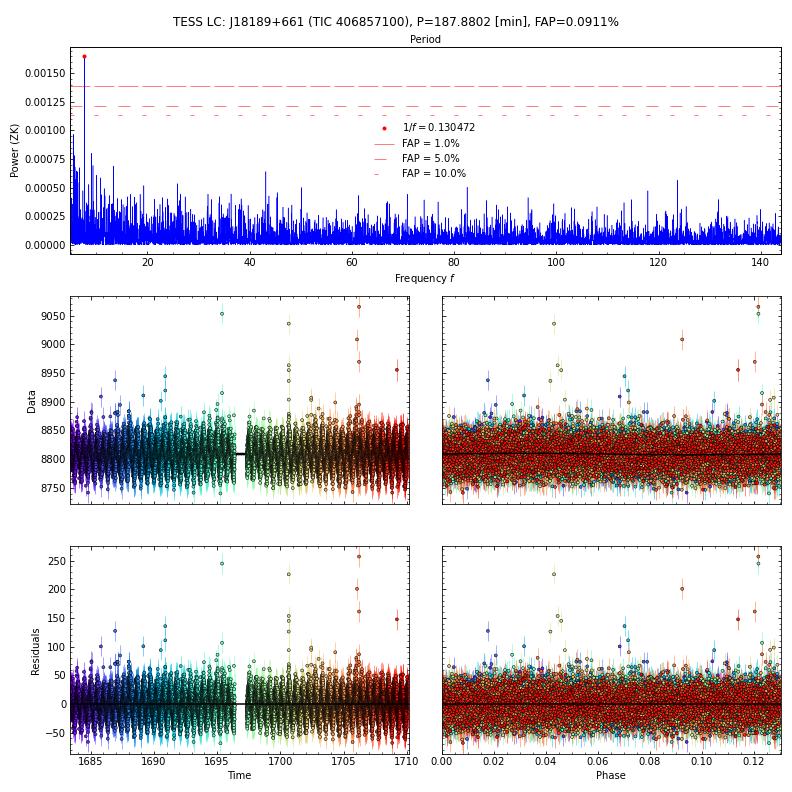 TESS LC: J18189+661 (TIC 406857100), P=187.8802 [min], FAP=0.0911%
Period
Power (ZK)
0.00150
0.00125
0.00100
0.00075
0.00050
0.00025
0.00000
1/f = 0.130472
FAP = 1.0%
FAP = 5.0%
FAP = 10.0%
20 40 60 80 100 120 140
Frequency f
Data
9050
9000
8950
8900
8850
8800
8750
Residuals
250
200
150
100
50
0
−50
1685 1690 1695 1700 1705 1710
Time
0.00 0.02 0.04 0.06 0.08 0.10 0.12
Phase